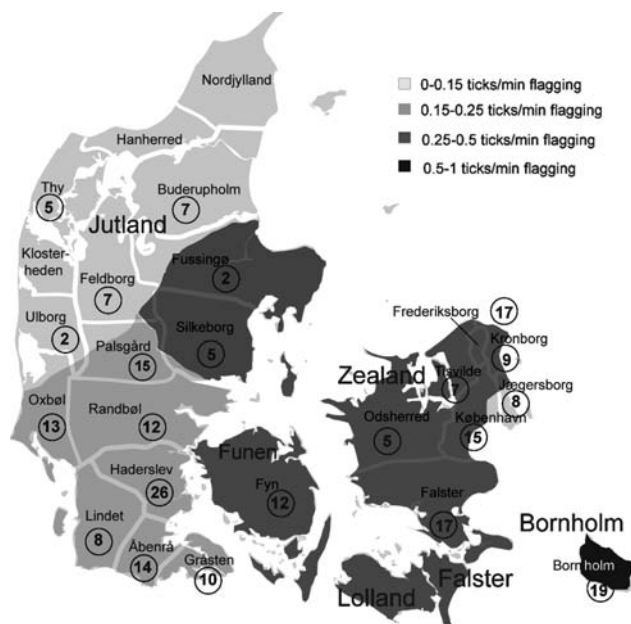 Nordjylland
0-0.15 ticks/min flagging
0.15-0.25 ticks/min flagging
0.25-0.5 ticks/min flagging
0.5-1 ticks/min flagging
Hanherred
Thy
5
Buderupholm
7
Jutland
Kloster-
heden
Feldborg
7
Fussingø
2
Ulborg
2
Silkeborg
5
Palsgård
15
Frederiksborg
17
Kronborg
9
Zealand
Tisvilde
7
Jægersborg
8
Oxbøl
13
Randbøl
12
Odsherred
5
København
15
Funen
Fyn
12
Haderslev
26
Falster
17
Lindet
8
Åbenrå
14
Gråsten
10
Bornholm
Bornholm
19
Lolland
Falster